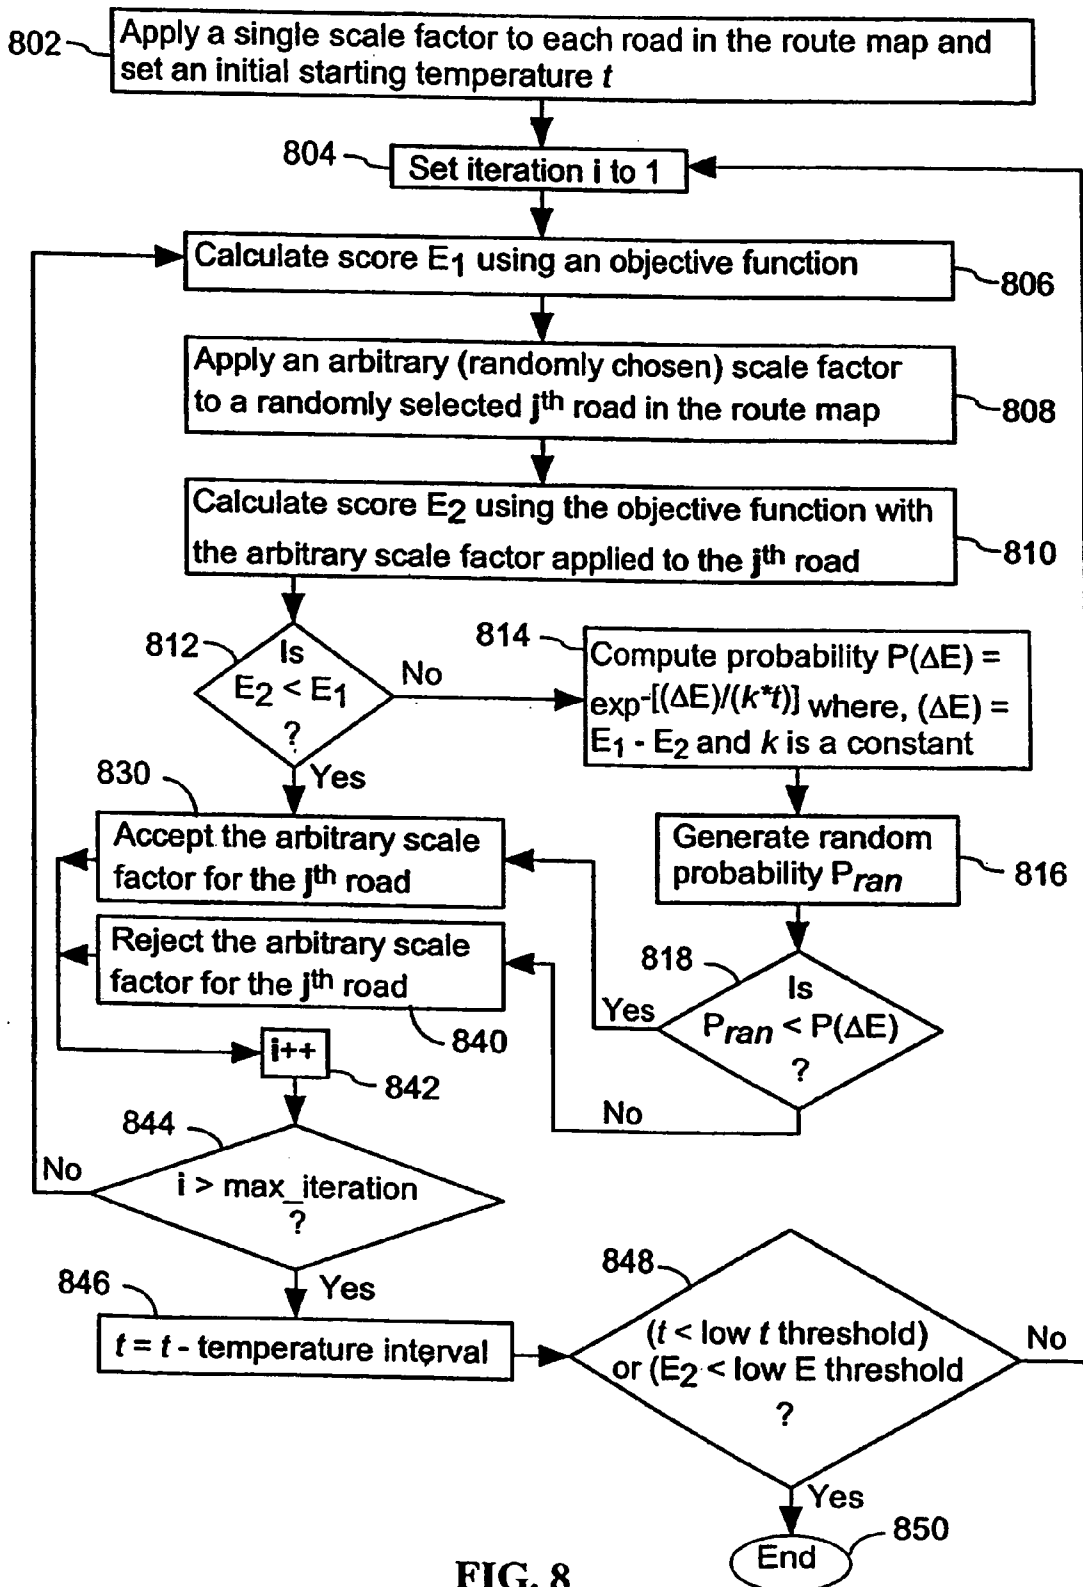 802
Apply a single scale factor to each road in the route map and
set an initial starting temperature t
804
Set iteration i to 1
Calculate score E1 using an objective function
806
Apply an arbitrary (randomly chosen) scale factor
to a randomly selected jth road in the route map
808
Calculate score E2 using the objective function with
the arbitrary scale factor applied to the jth road
810
812
Is
E2 < E1
?
No
Yes
814
Compute probability P(ΔE) =
exp-[(ΔE)/(k*t)] where, (ΔE) =
E1 - E2 and k is a constant
830
Accept the arbitrary scale
factor for the jth road
Generate random
probability Pran
816
Reject the arbitrary scale
factor for the jth road
840
818
Is
Pran < P(ΔE)
?
Yes
No
i++
842
844
i > max_iteration
?
No
Yes
846
t = t - temperature interval
848
(t < low t threshold)
or (E2 < low E threshold
?
No
Yes
End
850
FIG. 8